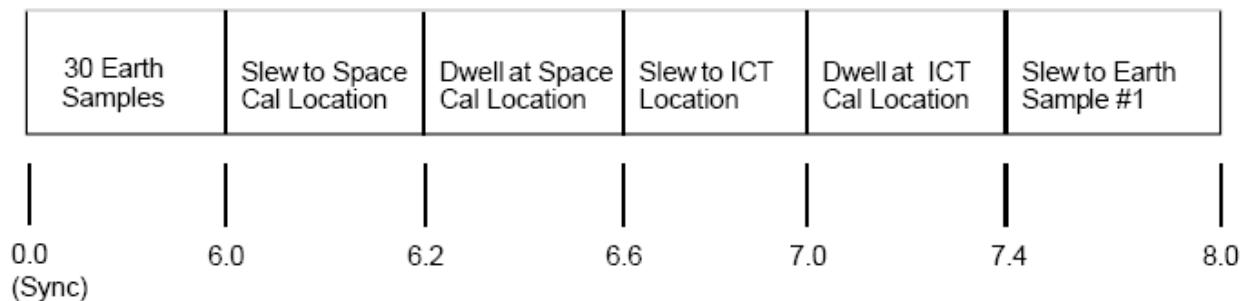 30 Earth
Samples
Slew to Space
Cal Location
Dwell at Space
Cal Location
Slew to ICT
Location
Dwell at ICT
Cal Location
Slew to Earth
Sample #1
0.0
(Sync)
6.0
6.2
6.6
7.0
7.4
8.0